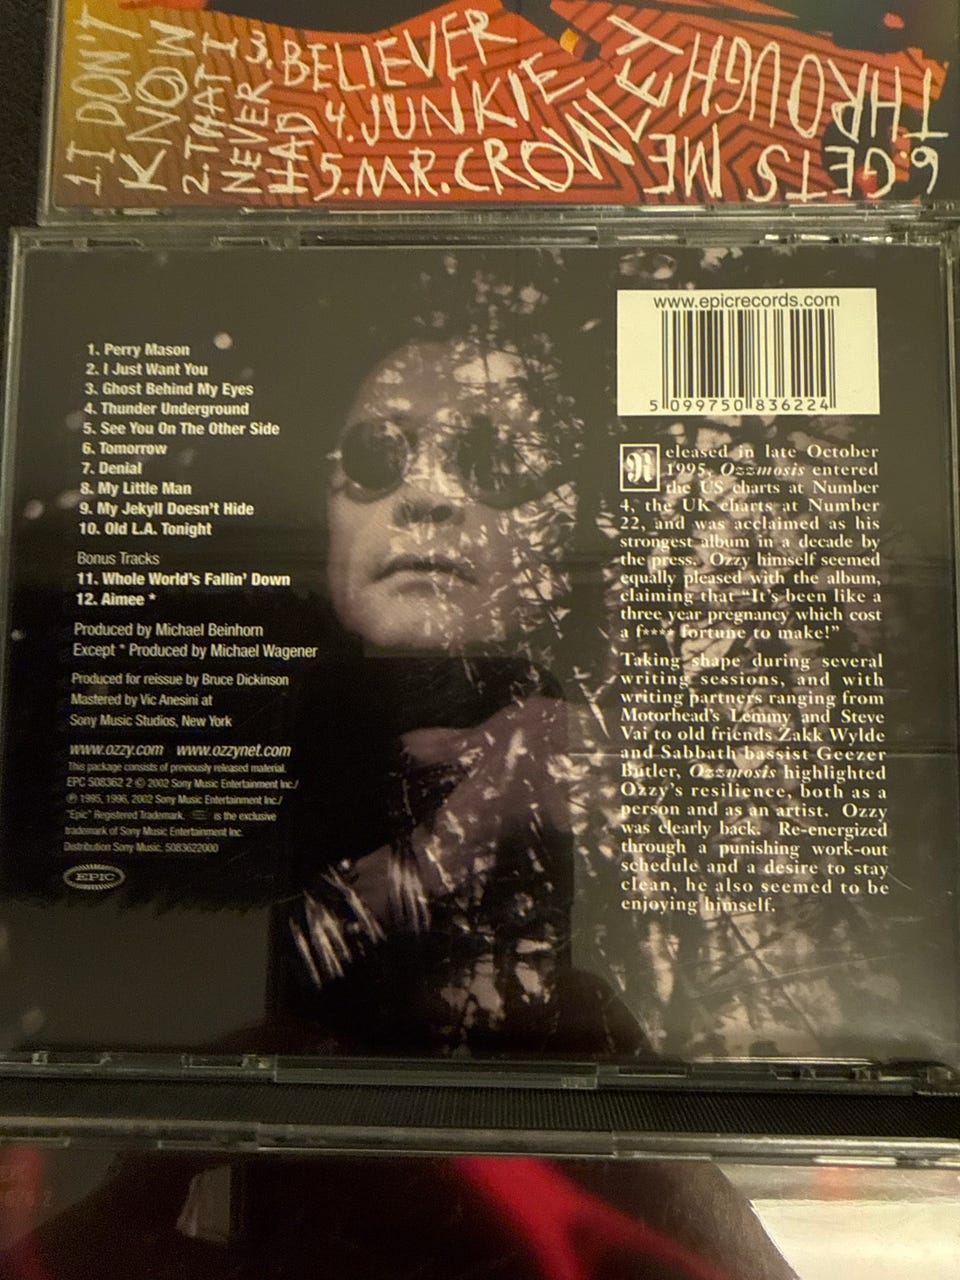 1. I DON'T
KNOW
2. THAT I
NEVER
HAD
3. BELIEVER
4. JUNKIE
5. MR. CROWLEY
6. GETS ME
THROUGH
1. Perry Mason
2. I Just Want You
3. Ghost Behind My Eyes
4. Thunder Underground
5. See You On The Other Side
6. Tomorrow
7. Denial
8. My Little Man
9. My Jekyll Doesn't Hide
10. Old L.A. Tonight
Bonus Tracks
11. Whole World's Fallin' Down
12. Aimee *
Produced by Michael Beinhorn
Except * Produced by Michael Wagener
Produced for reissue by Bruce Dickinson
Mastered by Vic Anesini at
Sony Music Studios, New York
www.ozzy.com www.ozzynet.com
This package consists of previously released material.
EPC 508362 2 © 2002 Sony Music Entertainment Inc./
℗ 1995, 1996, 2002 Sony Music Entertainment Inc./
"Epic" Registered Trademark. is the exclusive
trademark of Sony Music Entertainment Inc.
Distribution Sony Music. 5083622000
EPIC
www.epicrecords.com
5 099750 836224
Released in late October
1995, Ozzmosis entered
the US charts at Number
4, the UK charts at Number
22, and was acclaimed as his
strongest album in a decade by
the press. Ozzy himself seemed
equally pleased with the album,
claiming that "It's been like a
three year pregnancy which cost
a f**** fortune to make!"
Taking shape during several
writing sessions, and with
writing partners ranging from
Motorhead's Lemmy and Steve
Vai to old friends Zakk Wylde
and Sabbath bassist Geezer
Butler, Ozzmosis highlighted
Ozzy's resilience, both as a
person and as an artist. Ozzy
was clearly back. Re-energized
through a punishing work-out
schedule and a desire to stay
clean, he also seemed to be
enjoying himself.